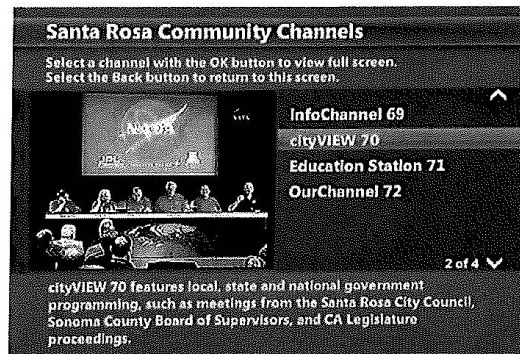 Santa Rosa Community Channels
Select a channel with the OK button to view full screen.
Select the Back button to return to this screen.
NASA
JPL
InfoChannel 69
cityVIEW 70
Education Station 71
OurChannel 72
2 of 4
cityVIEW 70 features local, state and national government
programming, such as meetings from the Santa Rosa City Council,
Sonoma County Board of Supervisors, and CA Legislature
proceedings.